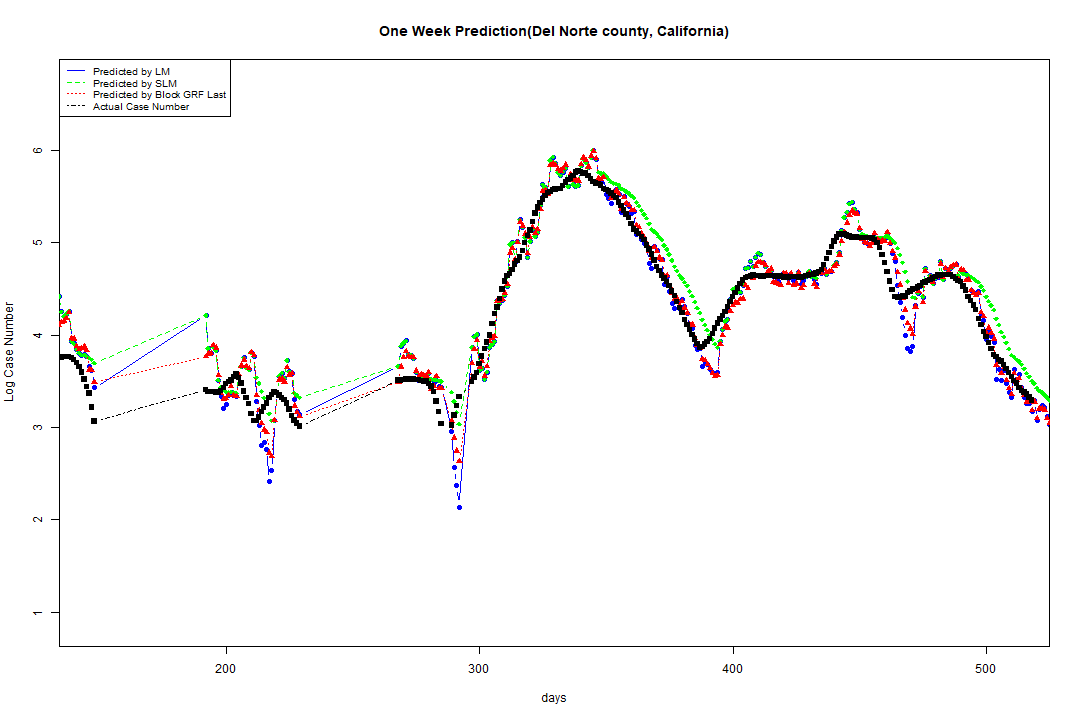 One Week Prediction(Del Norte county, California)
Predicted by LM
Predicted by SLM
Predicted by Block GRF Last
Actual Case Number
6
5
4
3
2
1
Log Case Number
200 300 400 500
days